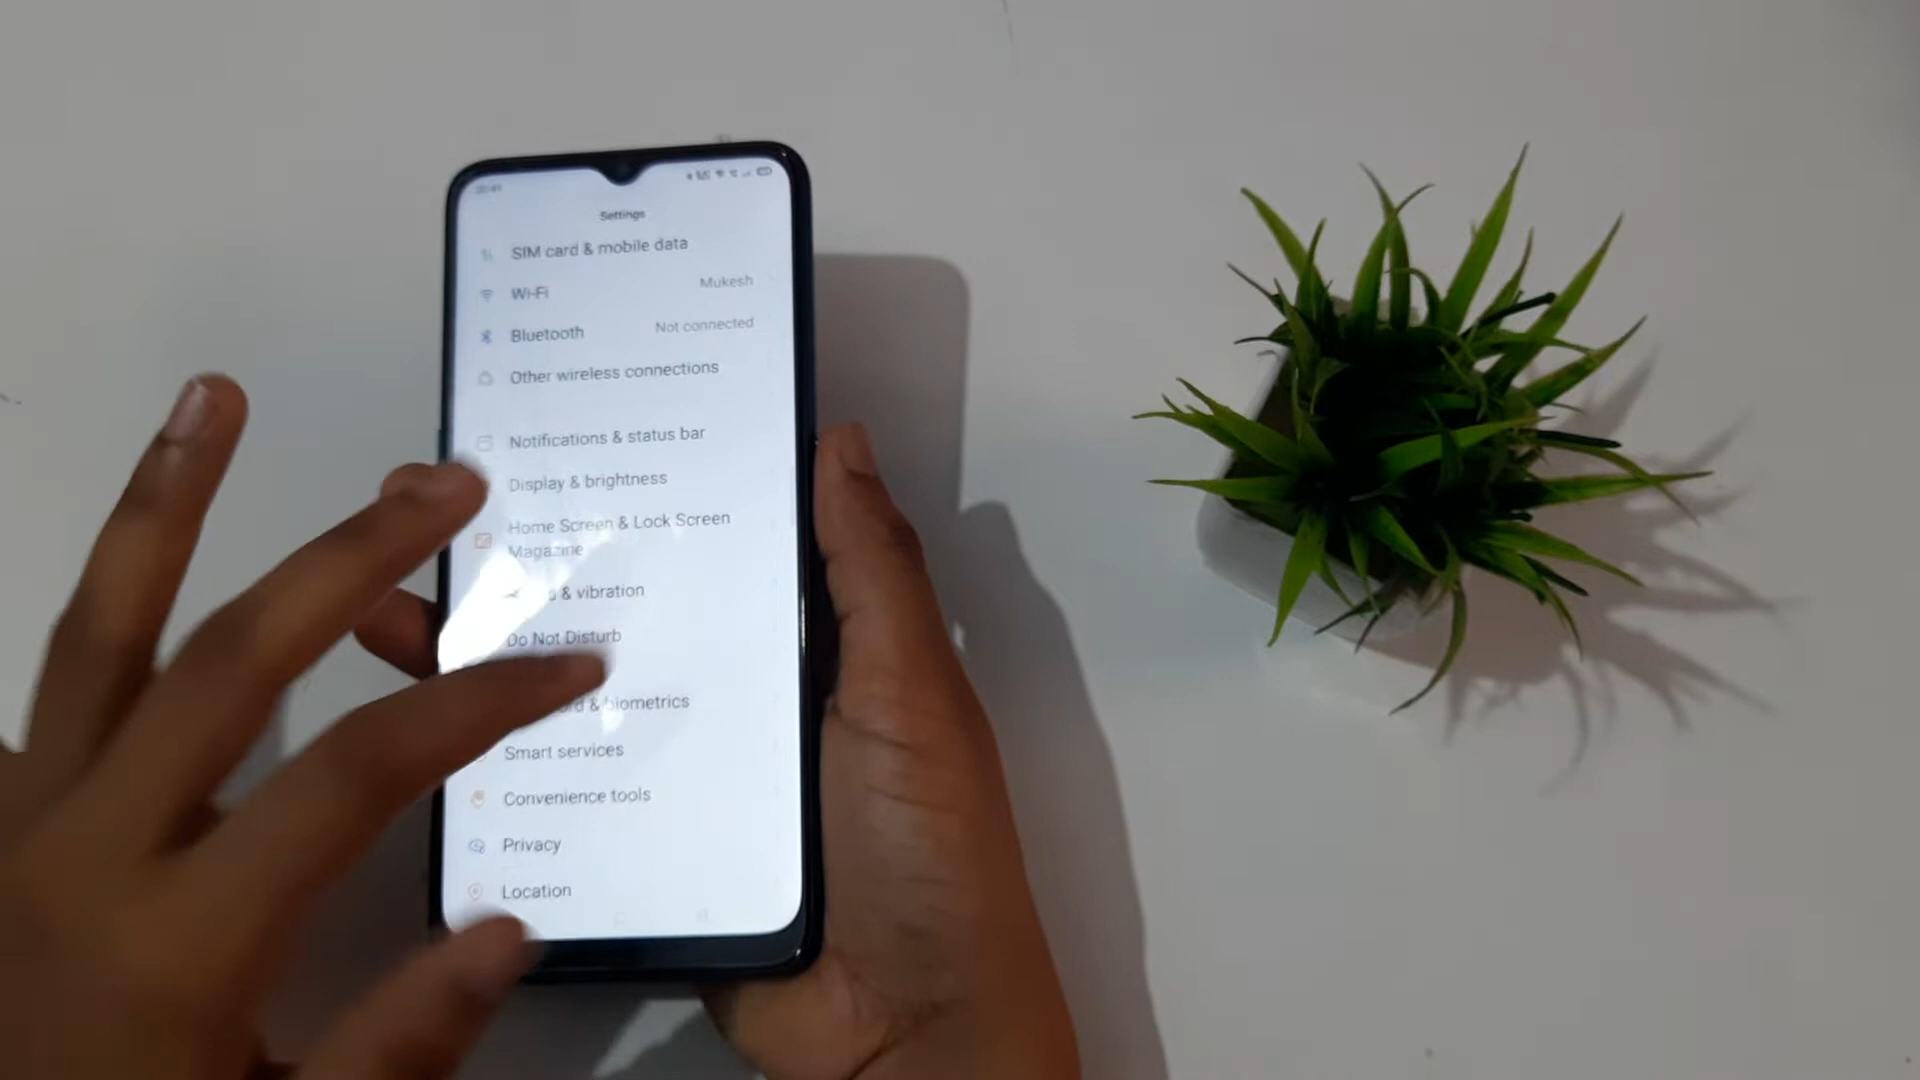 Settings
SIM card & mobile data
Wi-Fi Mukesh
Bluetooth Not connected
Other wireless connections
Notifications & status bar
Display & brightness
Home Screen & Lock Screen
Magazine
& vibration
Do Not Disturb
& biometrics
Smart services
Convenience tools
Privacy
Location